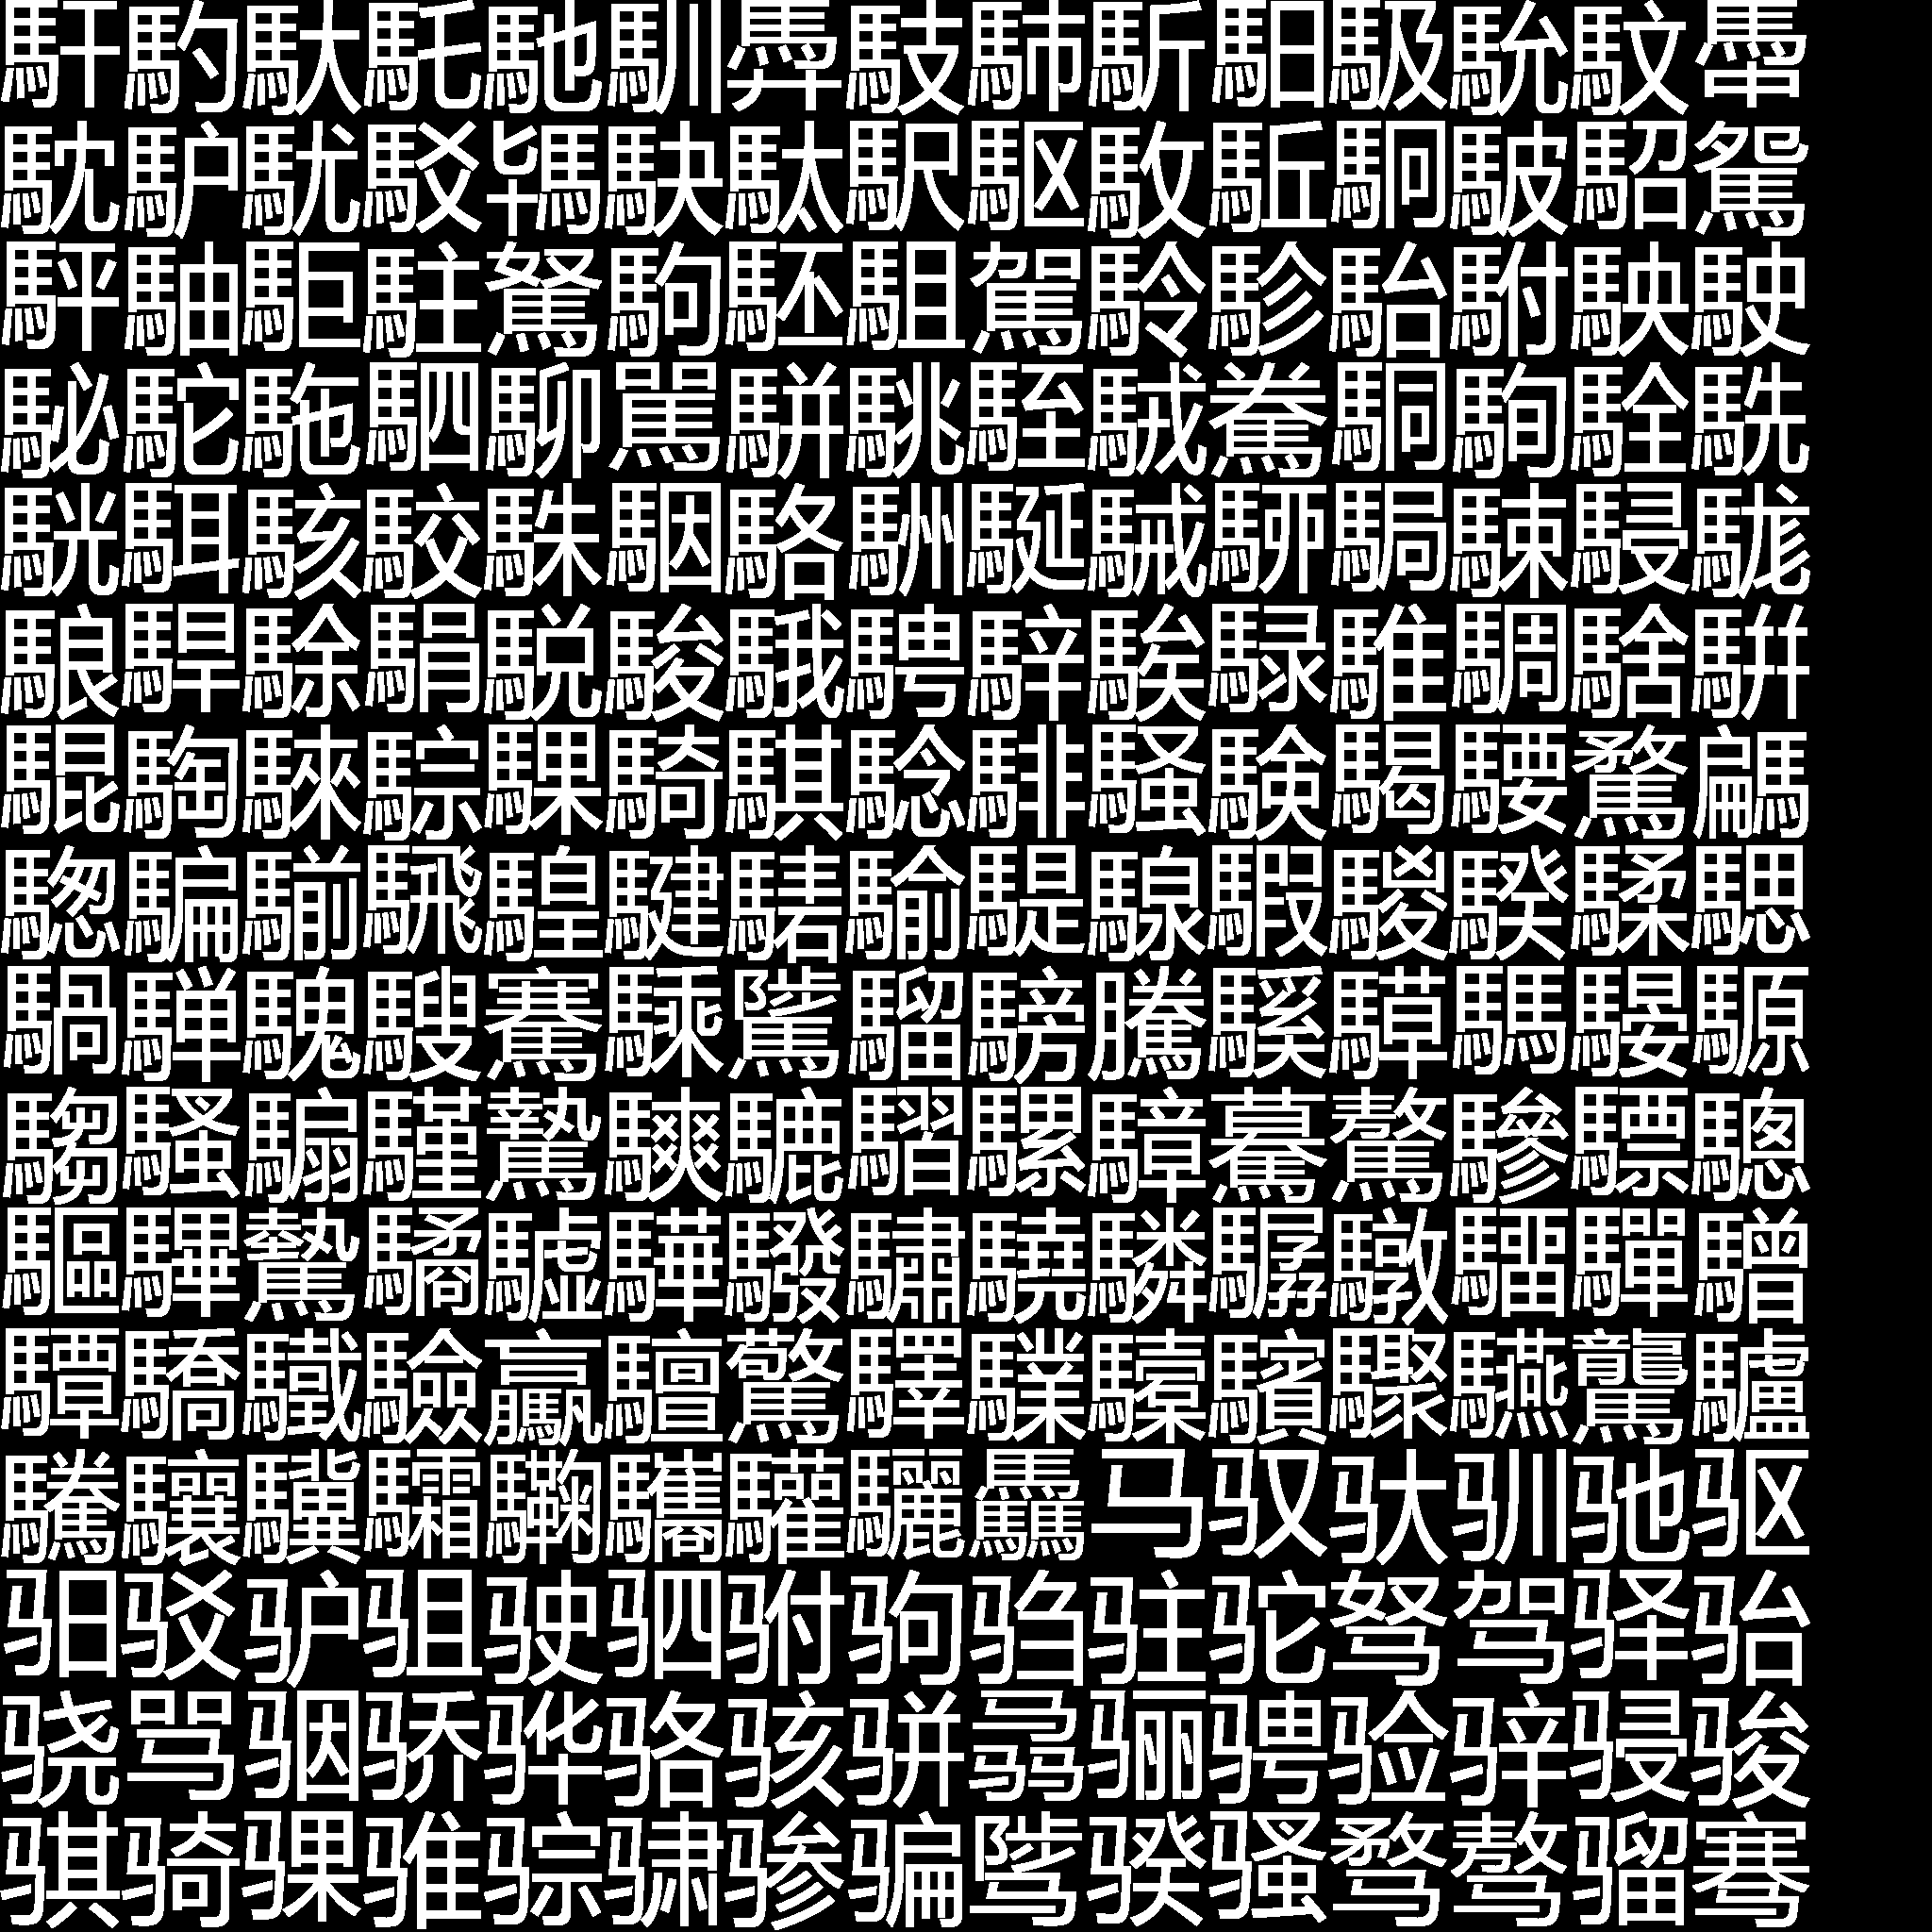 馯馰馱馲馳馴馵馶馷馸馹馺馻馼馽
馾馿駀駁駂駃駄駅駆駇駈駉駊駋駌
駍駎駏駐駑駒駓駔駕駖駗駘駙駚駛
駜駝駞駟駠駡駢駣駤駥駦駧駨駩駪
駫駬駭駮駯駰駱駲駳駴駵駶駷駸駹
駺駻駼駽駾駿騀騁騂騃騄騅騆騇騈
騉騊騋騌騍騎騏騐騑騒験騔騕騖騗
騘騙騚騛騜騝騞騟騠騡騢騣騤騥騦
騧騨騩騪騫騬騭騮騯騰騱騲騳騴騵
騶騷騸騹騺騻騼騽騾騿驀驁驂驃驄
驅驆驇驈驉驊驋驌驍驎驏驐驑驒驓
驔驕驖驗驘驙驚驛驜驝驞驟驠驡驢
驣驤驥驦驧驨驩驪驫马驭驮驯驰驱
驲驳驴驵驶驷驸驹驺驻驼驽驾驿骀
骁骂骃骄骅骆骇骈骉骊骋验骍骎骏
骐骑骒骓骔骕骖骗骘骙骚骛骜骝骞